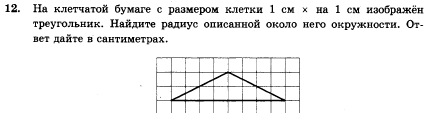 12. На клетчатой бумаге с размером клетки 1 см × на 1 см изображён
треугольник. Найдите радиус описанной около него окружности. От-
вет дайте в сантиметрах.